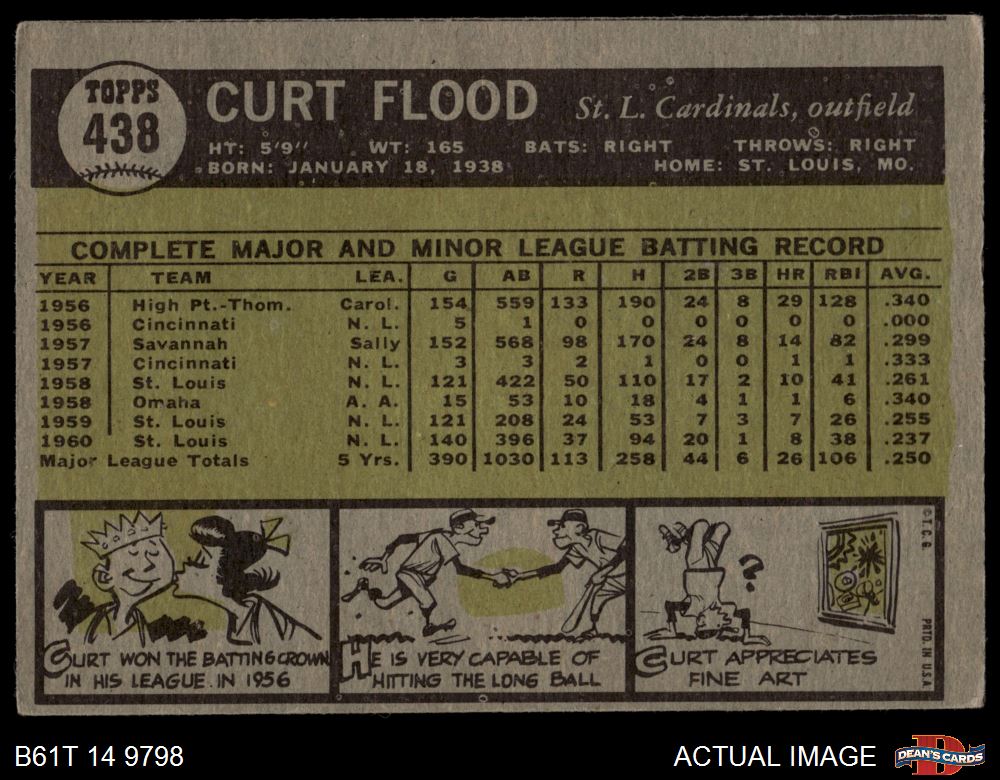 TOPPS
438
CURT FLOOD St. L. Cardinals, outfield
HT: 5'9" WT: 165 BATS: RIGHT THROWS: RIGHT
BORN: JANUARY 18, 1938 HOME: ST. LOUIS, MO.
COMPLETE MAJOR AND MINOR LEAGUE BATTING RECORD
YEAR TEAM LEA. G AB R H 2B 3B HR RBI AVG.
1956 High Pt.-Thom. Carol. 154 559 133 190 24 8 29 128 .340
1956 Cincinnati N. L. 5 1 0 0 0 0 0 0 .000
1957 Savannah Sally 152 568 98 170 24 8 14 82 .299
1957 Cincinnati N. L. 3 3 2 1 0 0 1 1 .333
1958 St. Louis N. L. 121 422 50 110 17 2 10 41 .261
1958 Omaha A. A. 15 53 10 18 4 1 1 6 .340
1959 St. Louis N. L. 121 208 24 53 7 3 7 26 .255
1960 St. Louis N. L. 140 396 37 94 20 1 8 38 .237
Major League Totals 5 Yrs. 390 1030 113 258 44 6 26 106 .250
CURT WON THE BATTING CROWN
IN HIS LEAGUE IN 1956
HE IS VERY CAPABLE OF
HITTING THE LONG BALL
?
CURT APPRECIATES
FINE ART
© T. C. G.
PRTD. IN U.S.A.
B61T 14 9798
ACTUAL IMAGE
D
DEAN'S CARDS